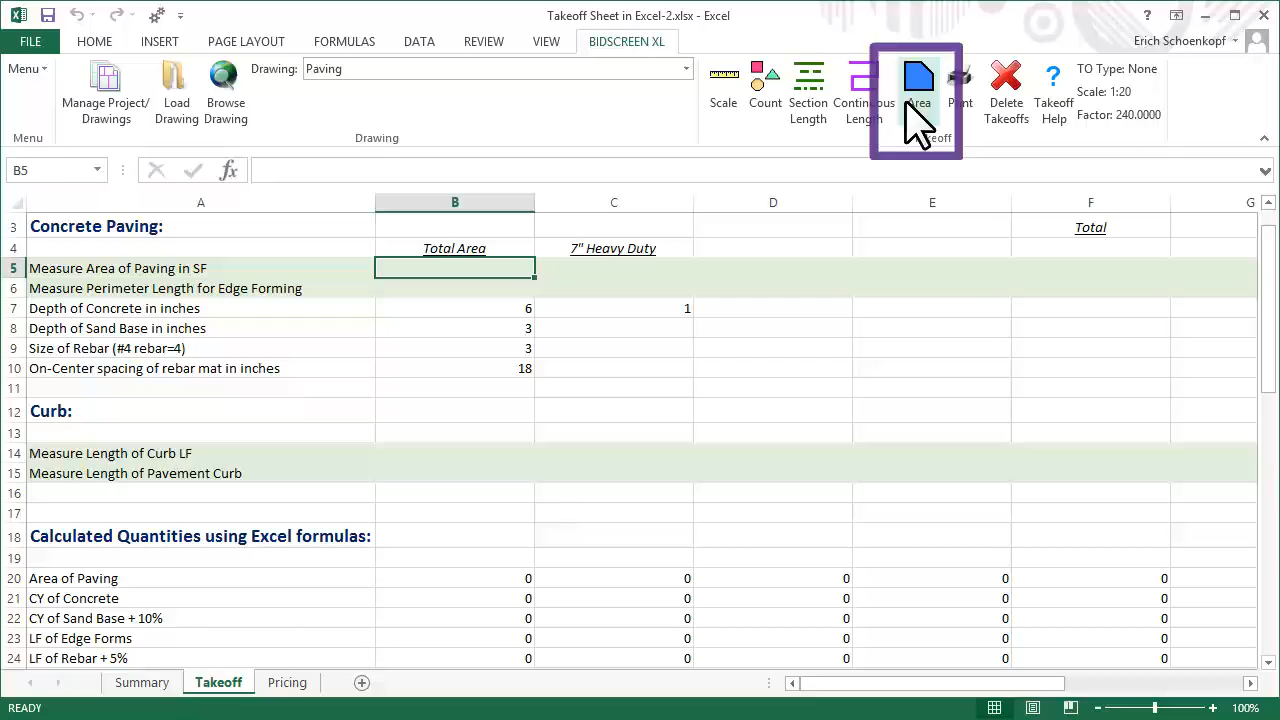 Takeoff Sheet in Excel-2.xlsx - Excel
?
FILE HOME INSERT PAGE LAYOUT FORMULAS DATA REVIEW VIEW BIDSCREEN XL Erich Schoenkopf
Menu Drawing: Paving
Manage Project/ Drawings
Load Drawing
Browse Drawing
Scale
Count
Section Length
Continuous Length
Area
Print
Delete Takeoffs
Takeoff Help
TO Type: None
Scale: 1:20
Factor: 240.0000
Menu Drawing
B5 fx
A B C D E F G
3 Concrete Paving: Total
4 Total Area 7" Heavy Duty
5 Measure Area of Paving in SF
6 Measure Perimeter Length for Edge Forming
7 Depth of Concrete in inches 6 1
8 Depth of Sand Base in inches 3
9 Size of Rebar (#4 rebar=4) 3
10 On-Center spacing of rebar mat in inches 18
11
12 Curb:
13
14 Measure Length of Curb LF
15 Measure Length of Pavement Curb
16
17
18 Calculated Quantities using Excel formulas:
19
20 Area of Paving 0 0 0 0 0
21 CY of Concrete 0 0 0 0 0
22 CY of Sand Base + 10% 0 0 0 0 0
23 LF of Edge Forms 0 0 0 0 0
24 LF of Rebar + 5% 0 0 0 0 0
Summary Takeoff Pricing
READY 100%